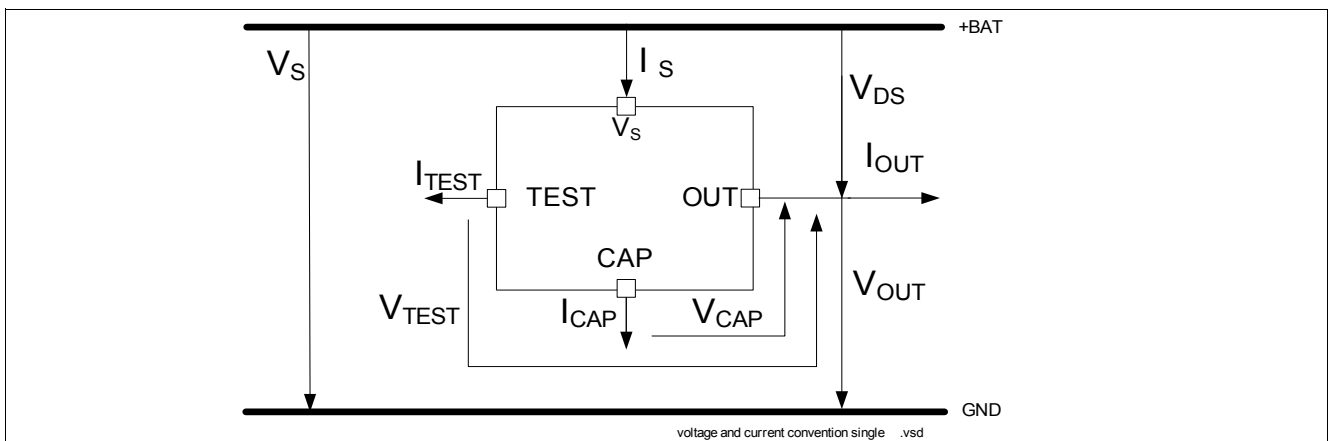 +BAT
VS
I S
VDS
VS
IOUT
ITEST
TEST
OUT
CAP
VTEST
ICAP
VCAP
VOUT
GND
voltage and current convention single .vsd